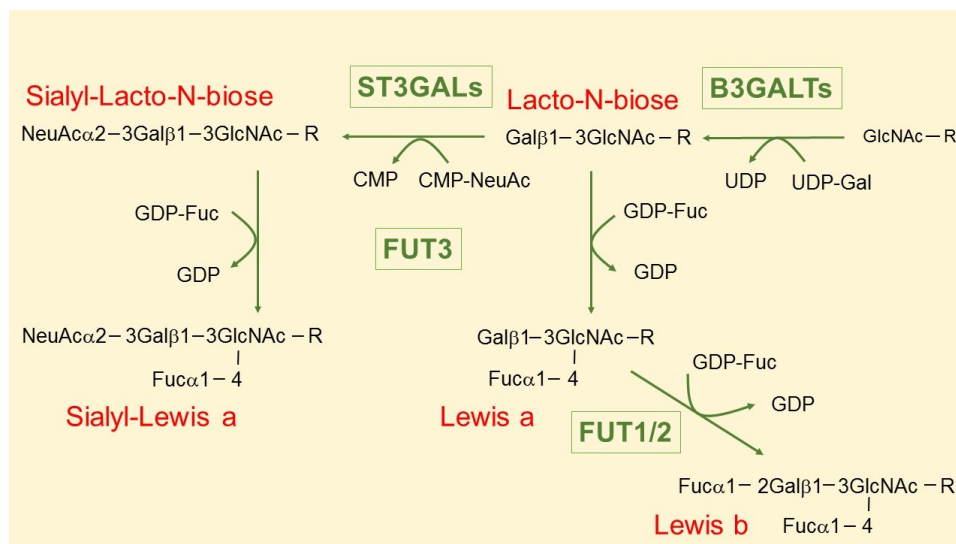 ST3GALs
B3GALTs
Sialyl-Lacto-N-biose
Lacto-N-biose
NeuAcα2–3Galβ1–3GlcNAc–R
Galβ1–3GlcNAc–R
GlcNAc–R
CMP
CMP-NeuAc
UDP
UDP-Gal
GDP-Fuc
GDP
FUT3
GDP-Fuc
GDP
NeuAcα2–3Galβ1–3GlcNAc–R
Fucα1–4
Sialyl-Lewis a
Galβ1–3GlcNAc–R
Fucα1–4
Lewis a
GDP-Fuc
GDP
FUT1/2
Fucα1–2Galβ1–3GlcNAc–R
Fucα1–4
Lewis b